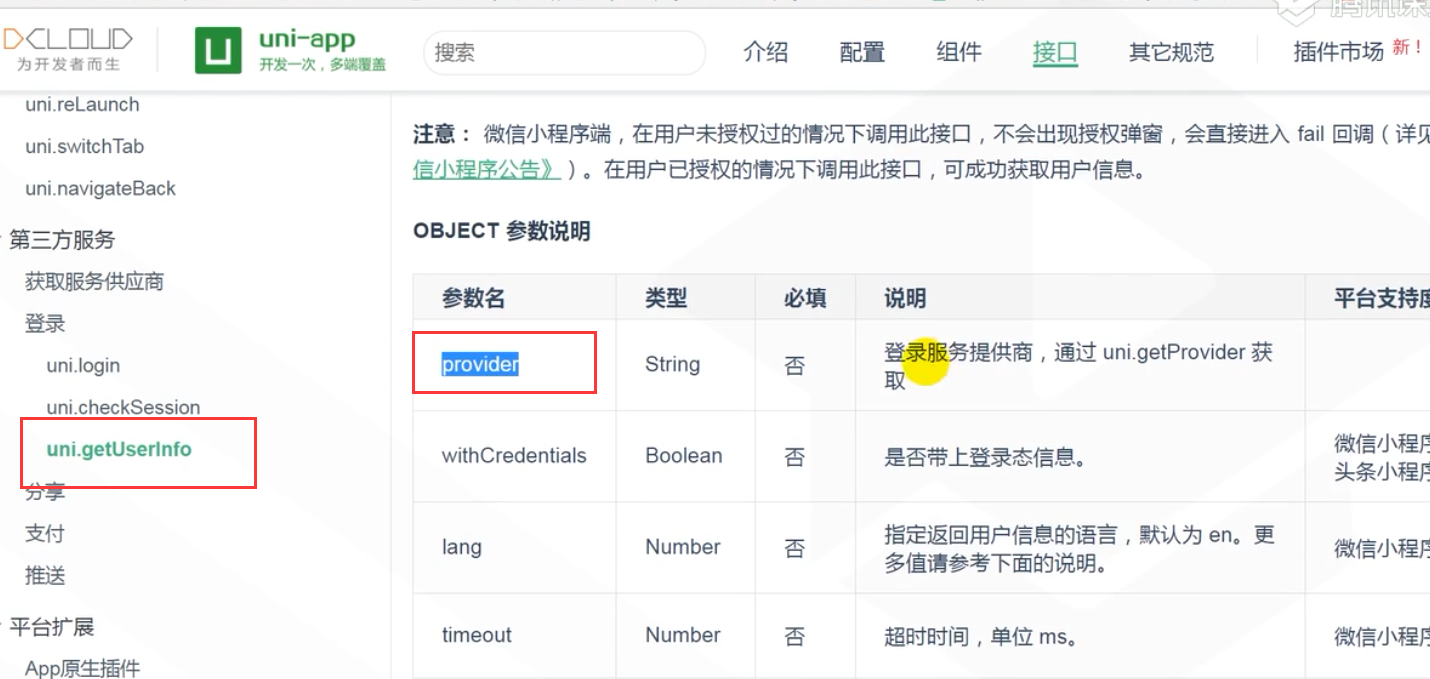 腾讯课
DCLOUD
为开发者而生
uni-app
开发一次，多端覆盖
搜索
介绍
配置
组件
接口
其它规范
插件市场 新！
uni.reLaunch
uni.switchTab
uni.navigateBack
第三方服务
获取服务供应商
登录
uni.login
uni.checkSession
uni.getUserInfo
分享
支付
推送
平台扩展
App原生插件
注意： 微信小程序端，在用户未授权过的情况下调用此接口，不会出现授权弹窗，会直接进入 fail 回调（详见
信小程序公告》）。在用户已授权的情况下调用此接口，可成功获取用户信息。
OBJECT 参数说明
参数名 类型 必填 说明 平台支持度
provider String 否 登录服务提供商，通过 uni.getProvider 获
取
withCredentials Boolean 否 是否带上登录态信息。 微信小程序
头条小程序
lang Number 否 指定返回用户信息的语言，默认为 en。更
多值请参考下面的说明。 微信小程序
timeout Number 否 超时时间，单位 ms。 微信小程序